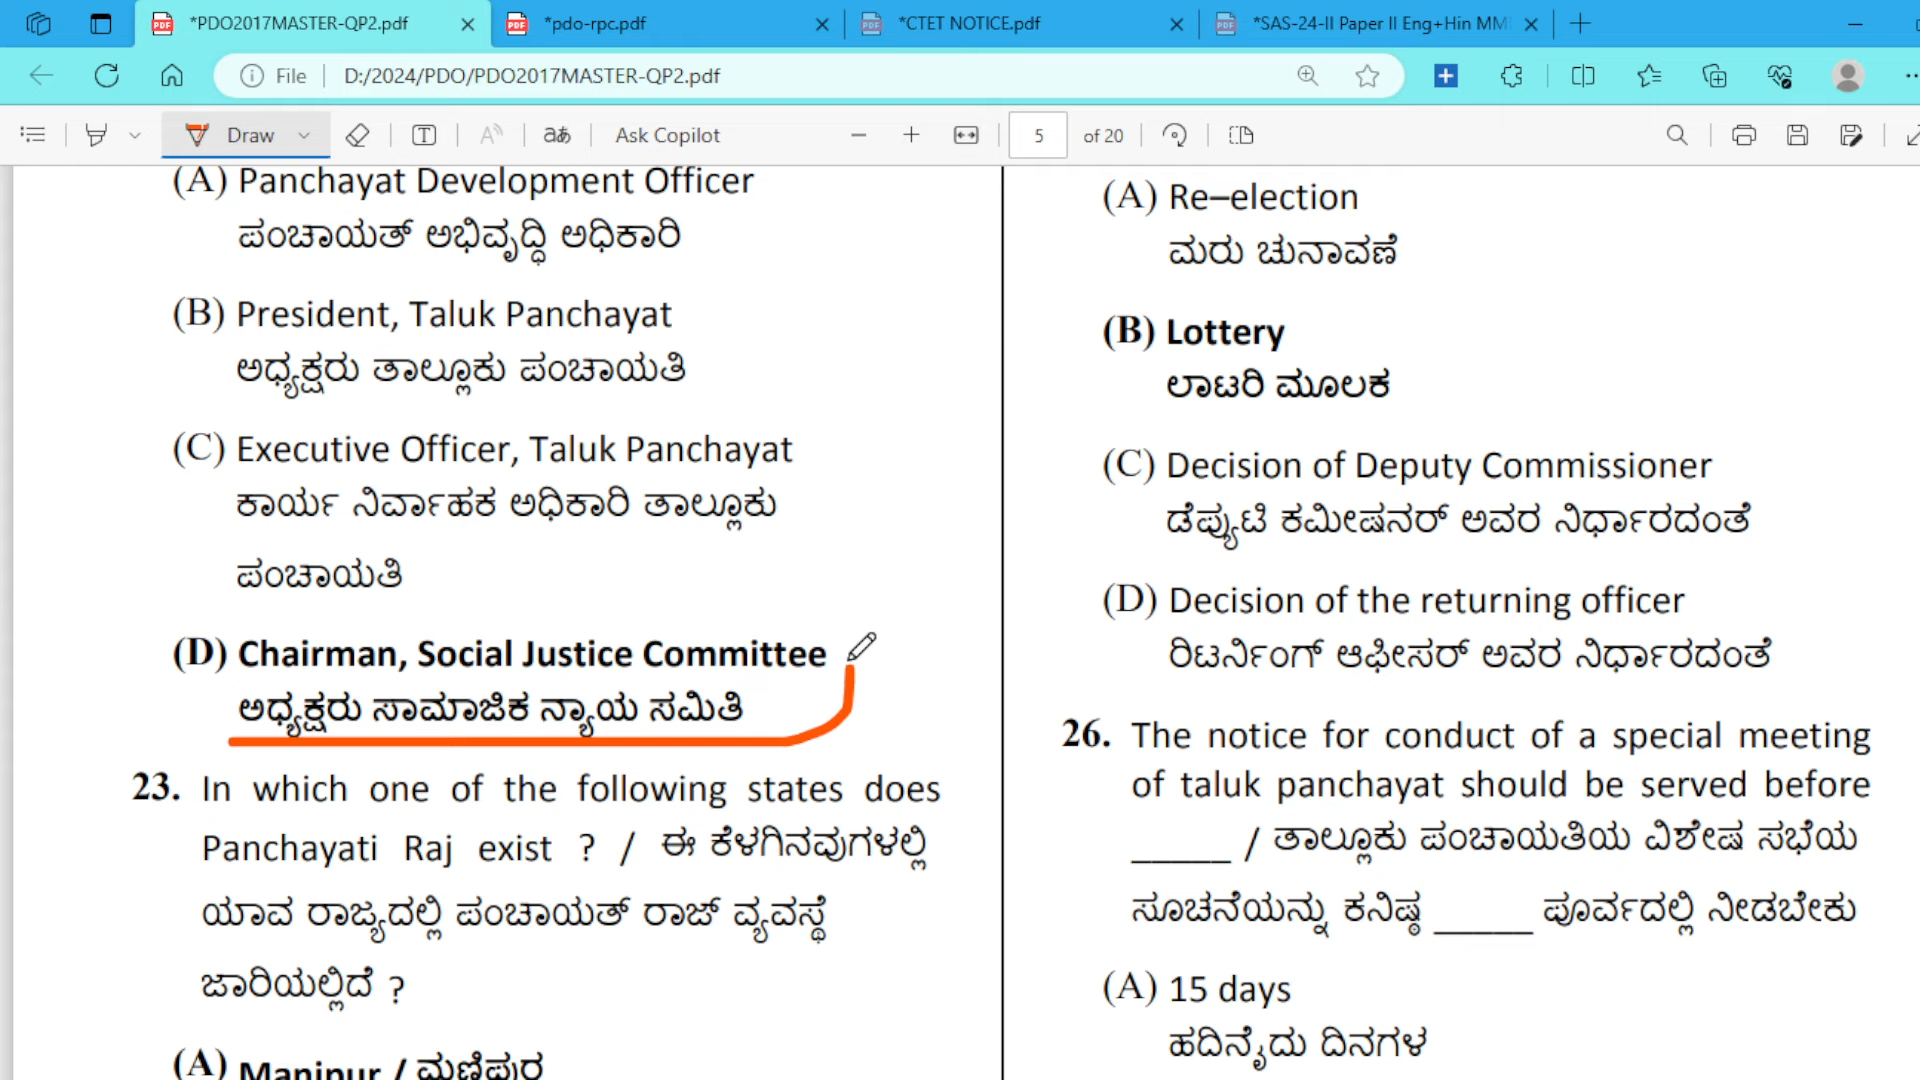 *PDO2017MASTER-QP2.pdf
*pdo-rpc.pdf
*CTET NOTICE.pdf
*SAS-24-II Paper II Eng+Hin MM
File
D:/2024/PDO/PDO2017MASTER-QP2.pdf
Draw
Ask Copilot
5
of 20
(A) Panchayat Development Officer
ಪಂಚಾಯತ್ ಅಭಿವೃದ್ಧಿ ಅಧಿಕಾರಿ
(B) President, Taluk Panchayat
ಅಧ್ಯಕ್ಷರು ತಾಲ್ಲೂಕು ಪಂಚಾಯತಿ
(C) Executive Officer, Taluk Panchayat
ಕಾರ್ಯ ನಿರ್ವಾಹಕ ಅಧಿಕಾರಿ ತಾಲ್ಲೂಕು
ಪಂಚಾಯತಿ
(D) Chairman, Social Justice Committee
ಅಧ್ಯಕ್ಷರು ಸಾಮಾಜಿಕ ನ್ಯಾಯ ಸಮಿತಿ
23. In which one of the following states does
Panchayati Raj exist ? / ಈ ಕೆಳಗಿನವುಗಳಲ್ಲಿ
ಯಾವ ರಾಜ್ಯದಲ್ಲಿ ಪಂಚಾಯತ್ ರಾಜ್ ವ್ಯವಸ್ಥೆ
ಜಾರಿಯಲ್ಲಿದೆ ?
(A) Manipur / ಮಣಿಪುರ
(A) Re–election
ಮರು ಚುನಾವಣೆ
(B) Lottery
ಲಾಟರಿ ಮೂಲಕ
(C) Decision of Deputy Commissioner
ಡೆಪ್ಯುಟಿ ಕಮೀಷನರ್ ಅವರ ನಿರ್ಧಾರದಂತೆ
(D) Decision of the returning officer
ರಿಟರ್ನಿಂಗ್ ಆಫೀಸರ್ ಅವರ ನಿರ್ಧಾರದಂತೆ
26. The notice for conduct of a special meeting
of taluk panchayat should be served before
_____ / ತಾಲ್ಲೂಕು ಪಂಚಾಯತಿಯ ವಿಶೇಷ ಸಭೆಯ
ಸೂಚನೆಯನ್ನು ಕನಿಷ್ಠ _____ ಪೂರ್ವದಲ್ಲಿ ನೀಡಬೇಕು
(A) 15 days
ಹದಿನೈದು ದಿನಗಳ